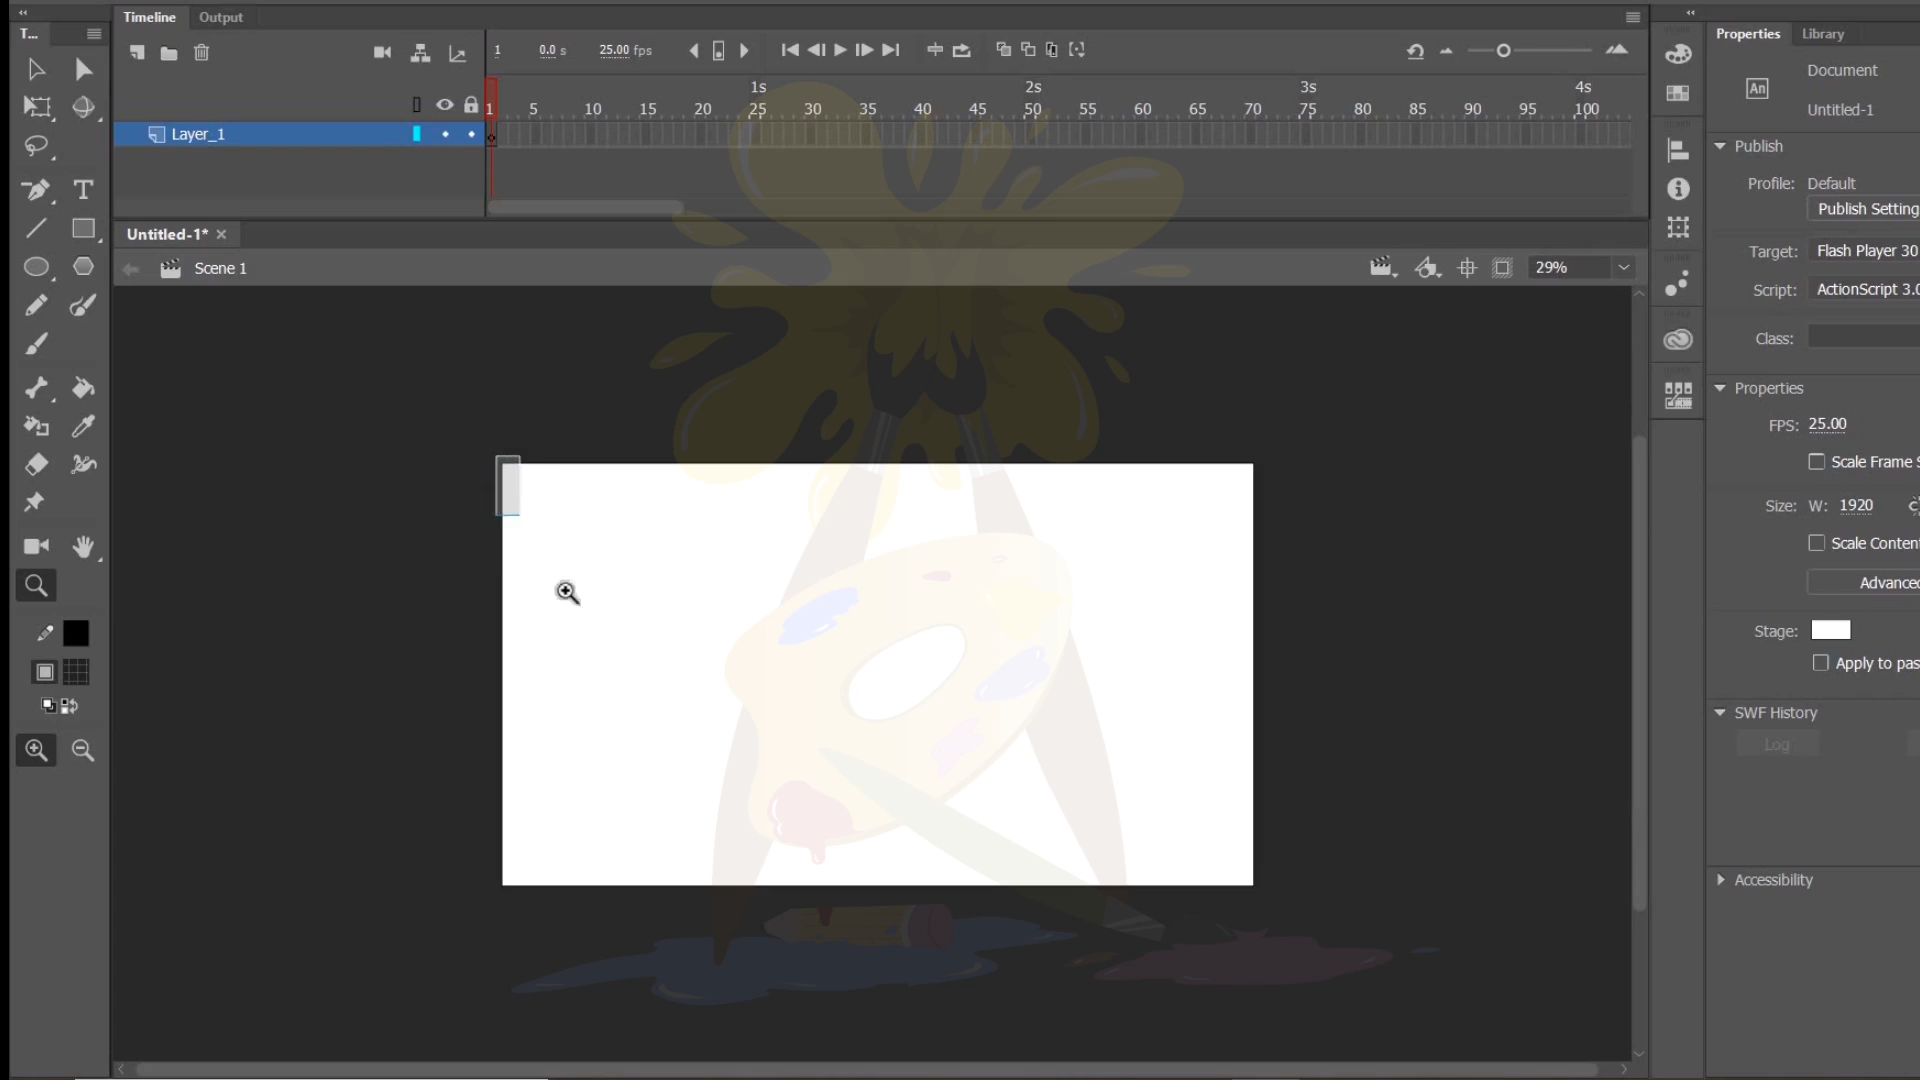 T...
Timeline
Output
1
0.0 s
25.00 fps
1s
2s
3s
4s
1
5
10
15
20
25
30
35
40
45
50
55
60
65
70
75
80
85
90
95
100
Layer_1
Untitled-1*
Scene 1
29%
T
Properties
Library
An
Document
Untitled-1
Publish
Profile: Default
Publish Setting
Target: Flash Player 30
Script: ActionScript 3.0
Class:
Properties
FPS: 25.00
Scale Frame S
Size: W: 1920
Scale Conten
Advanced
Stage:
Apply to pas
SWF History
Log
Accessibility